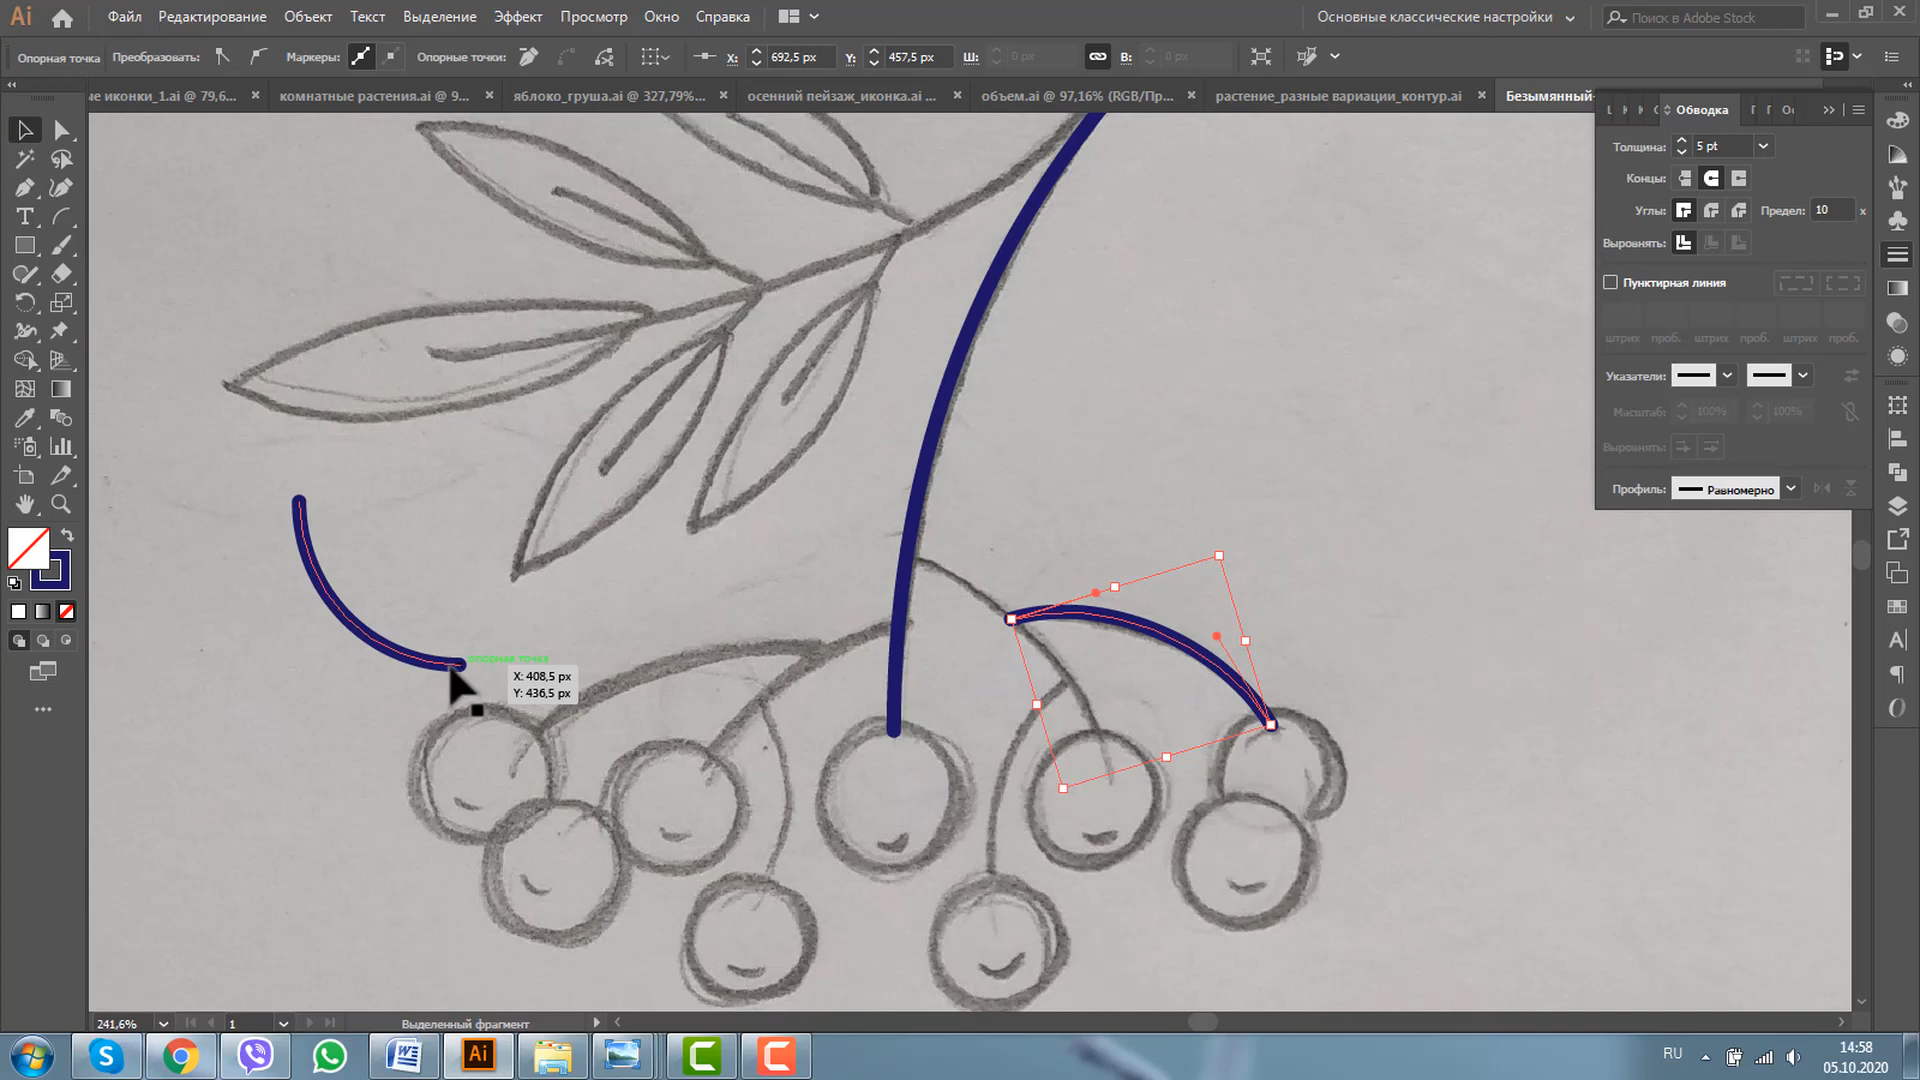 Ai Файл Редактирование Объект Текст Выделение Эффект Просмотр Окно Справка Основные классические настройки Поиск в Adobe Stock
Опорная точка Преобразовать: Маркеры: Опорные точки: X: 692,5 px Y: 457,5 px Ш: 0 px В: 0 px
ые иконки_1.ai @ 79,6... комнатные растения.ai @ 9... яблоко_груша.ai @ 327,79%... осенний пейзаж_иконка.ai ... объем.ai @ 97,16% (RGB/Пр... растение_разные вариации_контур.ai Безымянный-
Обводка
Толщина: 5 pt
Концы:
Углы: Предел: 10 x
Выровнять:
Пунктирная линия
штрих проб. штрих проб. штрих проб.
Указатели:
Масштаб: 100% 100%
Выровнять:
Профиль: Равномерно
опорная точка
X: 408,5 px
Y: 436,5 px
241,6% 1 Выделенный фрагмент
RU 14:58
05.10.2020